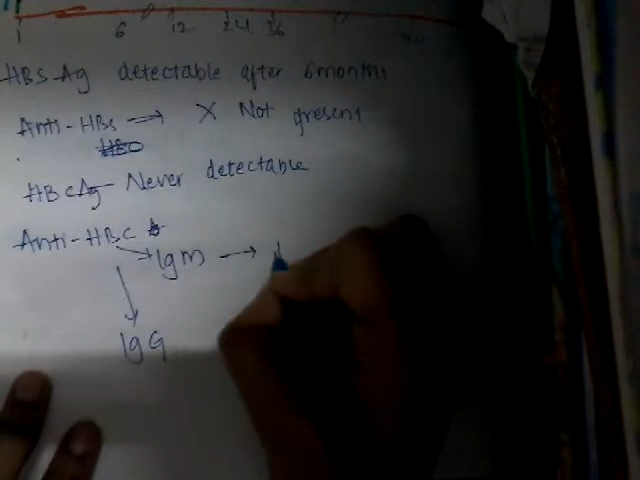 6 12 24 36
HBS Ag detectable after 6months
Anti-HBs → X Not present
HBcAg - Never detectable
Anti-HBC
→ IgM →
IgG